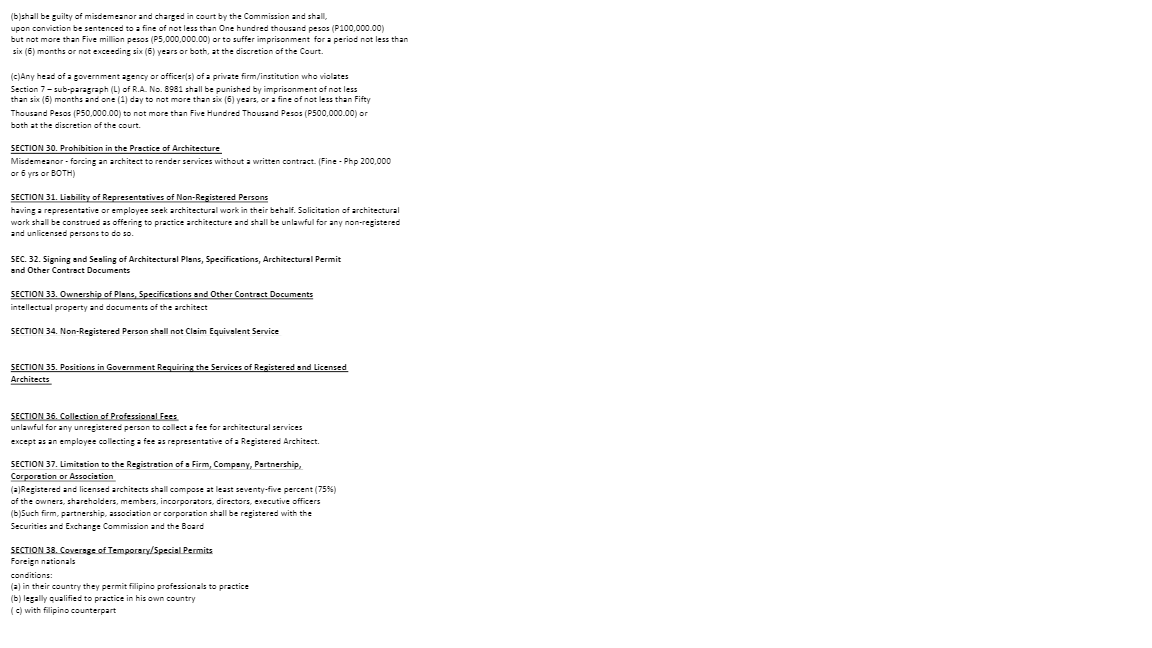 (b)shall be guilty of misdemeanor and charged in court by the Commission and shall,
upon conviction be sentenced to a fine of not less than One hundred thousand pesos (P100,000.00)
but not more than Five million pesos (P5,000,000.00) or to suffer imprisonment for a period not less than
six (6) months or not exceeding six (6) years or both, at the discretion of the Court.
(c)Any head of a government agency or officer(s) of a private firm/institution who violates
Section 7 – sub-paragraph (L) of R.A. No. 8981 shall be punished by imprisonment of not less
than six (6) months and one (1) day to not more than six (6) years, or a fine of not less than Fifty
Thousand Pesos (P50,000.00) to not more than Five Hundred Thousand Pesos (P500,000.00) or
both at the discretion of the court.
SECTION 30. Prohibition in the Practice of Architecture
Misdemeanor - forcing an architect to render services without a written contract. (Fine - Php 200,000
or 6 yrs or BOTH)
SECTION 31. Liability of Representatives of Non-Registered Persons
having a representative or employee seek architectural work in their behalf. Solicitation of architectural
work shall be construed as offering to practice architecture and shall be unlawful for any non-registered
and unlicensed persons to do so.
SEC. 32. Signing and Sealing of Architectural Plans, Specifications, Architectural Permit
and Other Contract Documents
SECTION 33. Ownership of Plans, Specifications and Other Contract Documents
intellectual property and documents of the architect
SECTION 34. Non-Registered Person shall not Claim Equivalent Service
SECTION 35. Positions in Government Requiring the Services of Registered and Licensed
Architects
SECTION 36. Collection of Professional Fees
unlawful for any unregistered person to collect a fee for architectural services
except as an employee collecting a fee as representative of a Registered Architect.
SECTION 37. Limitation to the Registration of a Firm, Company, Partnership,
Corporation or Association
(a)Registered and licensed architects shall compose at least seventy-five percent (75%)
of the owners, shareholders, members, incorporators, directors, executive officers
(b)Such firm, partnership, association or corporation shall be registered with the
Securities and Exchange Commission and the Board
SECTION 38. Coverage of Temporary/Special Permits
Foreign nationals
conditions:
(a) in their country they permit filipino professionals to practice
(b) legally qualified to practice in his own country
( c) with filipino counterpart